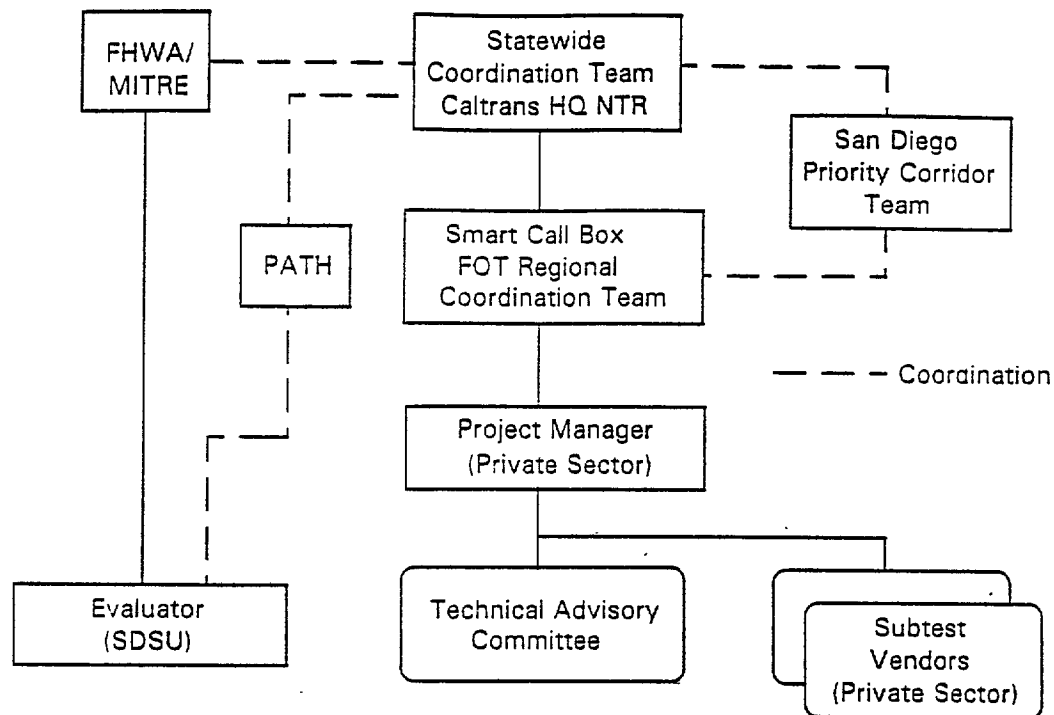 FHWA/
MITRE
Statewide
Coordination Team
Caltrans HQ NTR
San Diego
Priority Corridor
Team
PATH
Smart Call Box
FOT Regional
Coordination Team
Coordination
Project Manager
(Private Sector)
Evaluator
(SDSU)
Technical Advisory
Committee
Subtest
Vendors
(Private Sector)